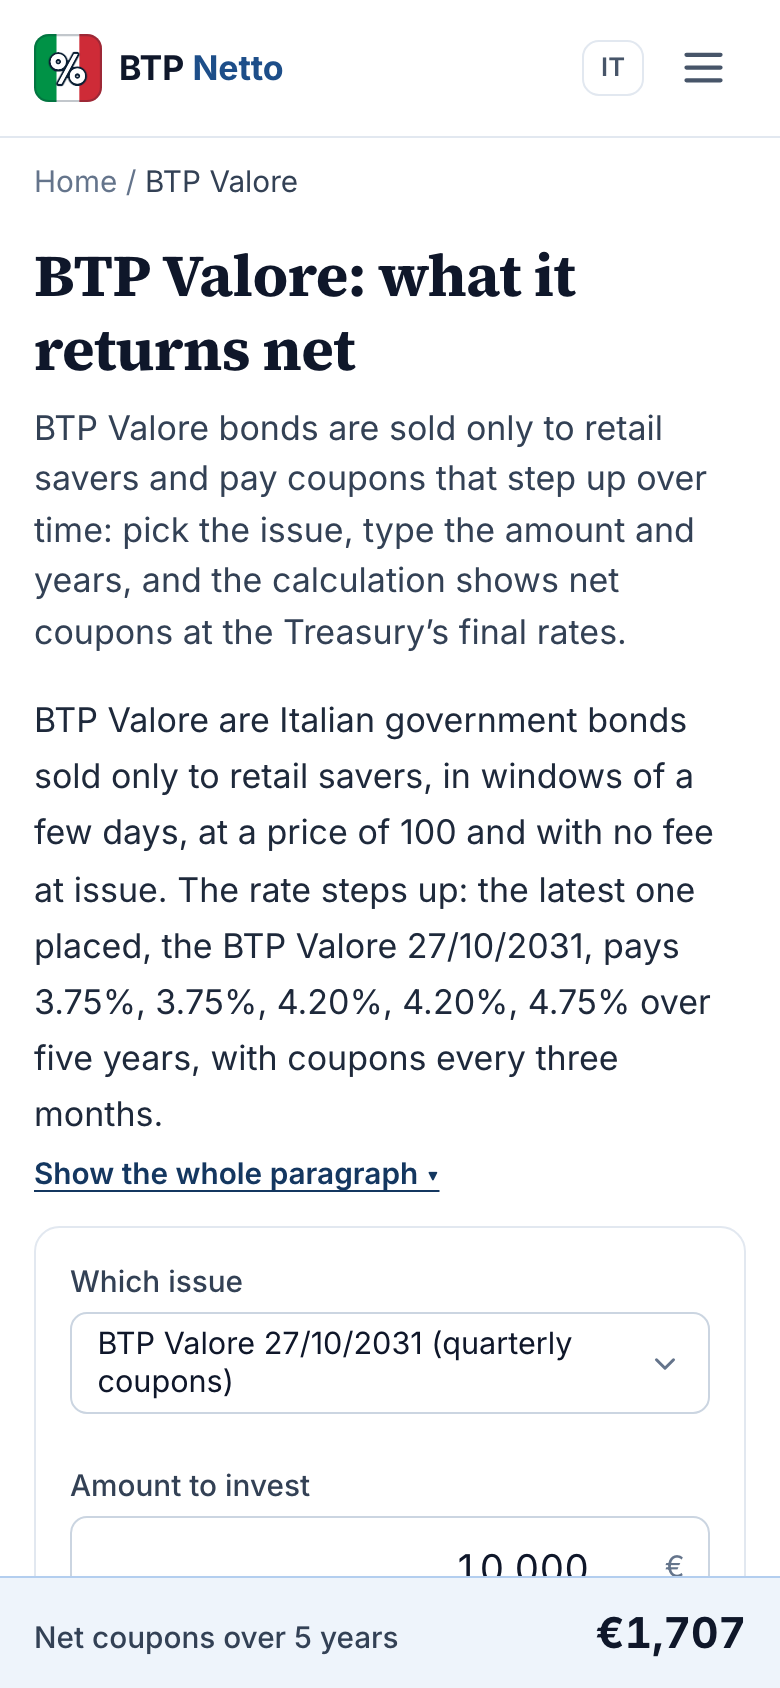 % BTP Netto
IT
Home / BTP Valore
BTP Valore: what it
returns net
BTP Valore bonds are sold only to retail
savers and pay coupons that step up over
time: pick the issue, type the amount and
years, and the calculation shows net
coupons at the Treasury’s final rates.
BTP Valore are Italian government bonds
sold only to retail savers, in windows of a
few days, at a price of 100 and with no fee
at issue. The rate steps up: the latest one
placed, the BTP Valore 27/10/2031, pays
3.75%, 3.75%, 4.20%, 4.20%, 4.75% over
five years, with coupons every three
months.
Show the whole paragraph ▾
Which issue
BTP Valore 27/10/2031 (quarterly
coupons)
Amount to invest
10 000 €
Net coupons over 5 years €1,707